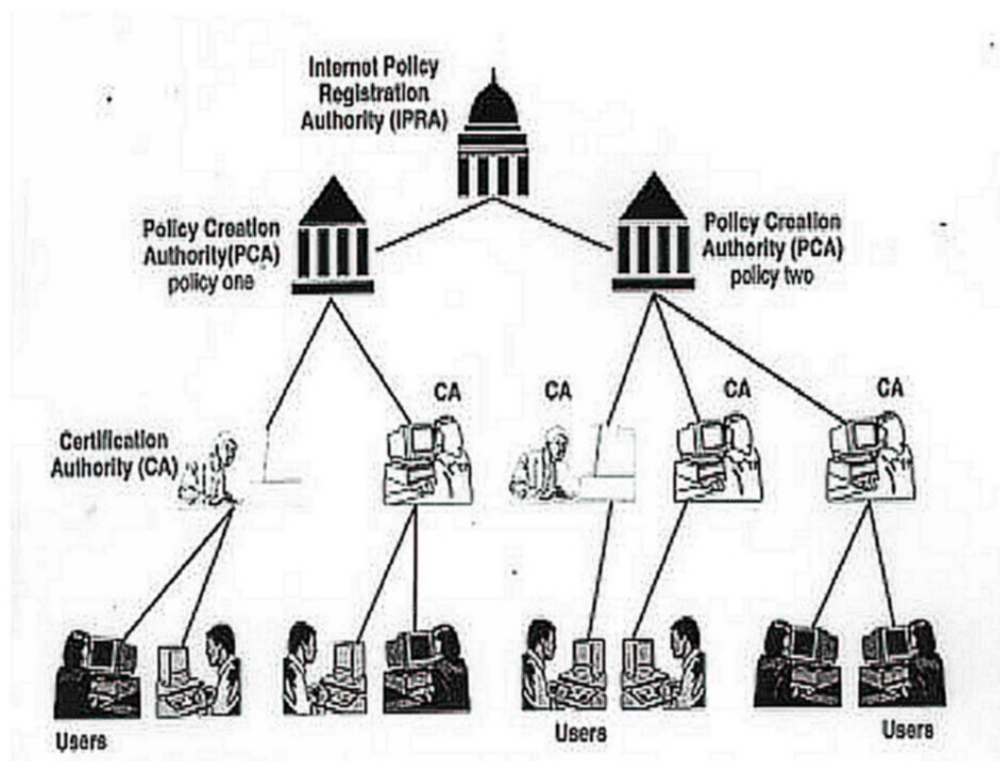 Internet Policy
Registration
Authority (IPRA)
Policy Creation
Authority(PCA)
policy one
Policy Creation
Authority (PCA)
policy two
CA
CA
CA
CA
Certification
Authority (CA)
Users
Users
Users